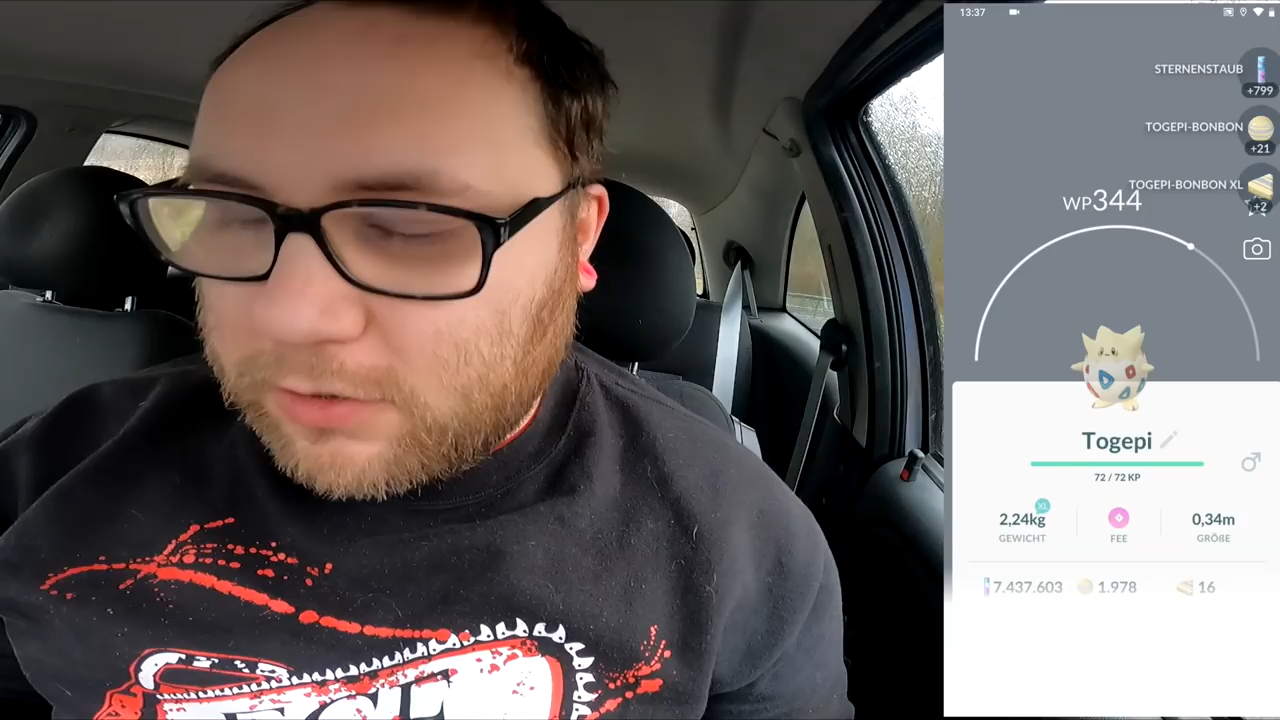 13:37
STERNENSTAUB
+799
TOGEPI-BONBON
+21
TOGEPI-BONBON XL
+2
WP344
Togepi
72 / 72 KP
XL
2,24kg
GEWICHT
FEE
0,34m
GRÖßE
7.437.603
1.978
16